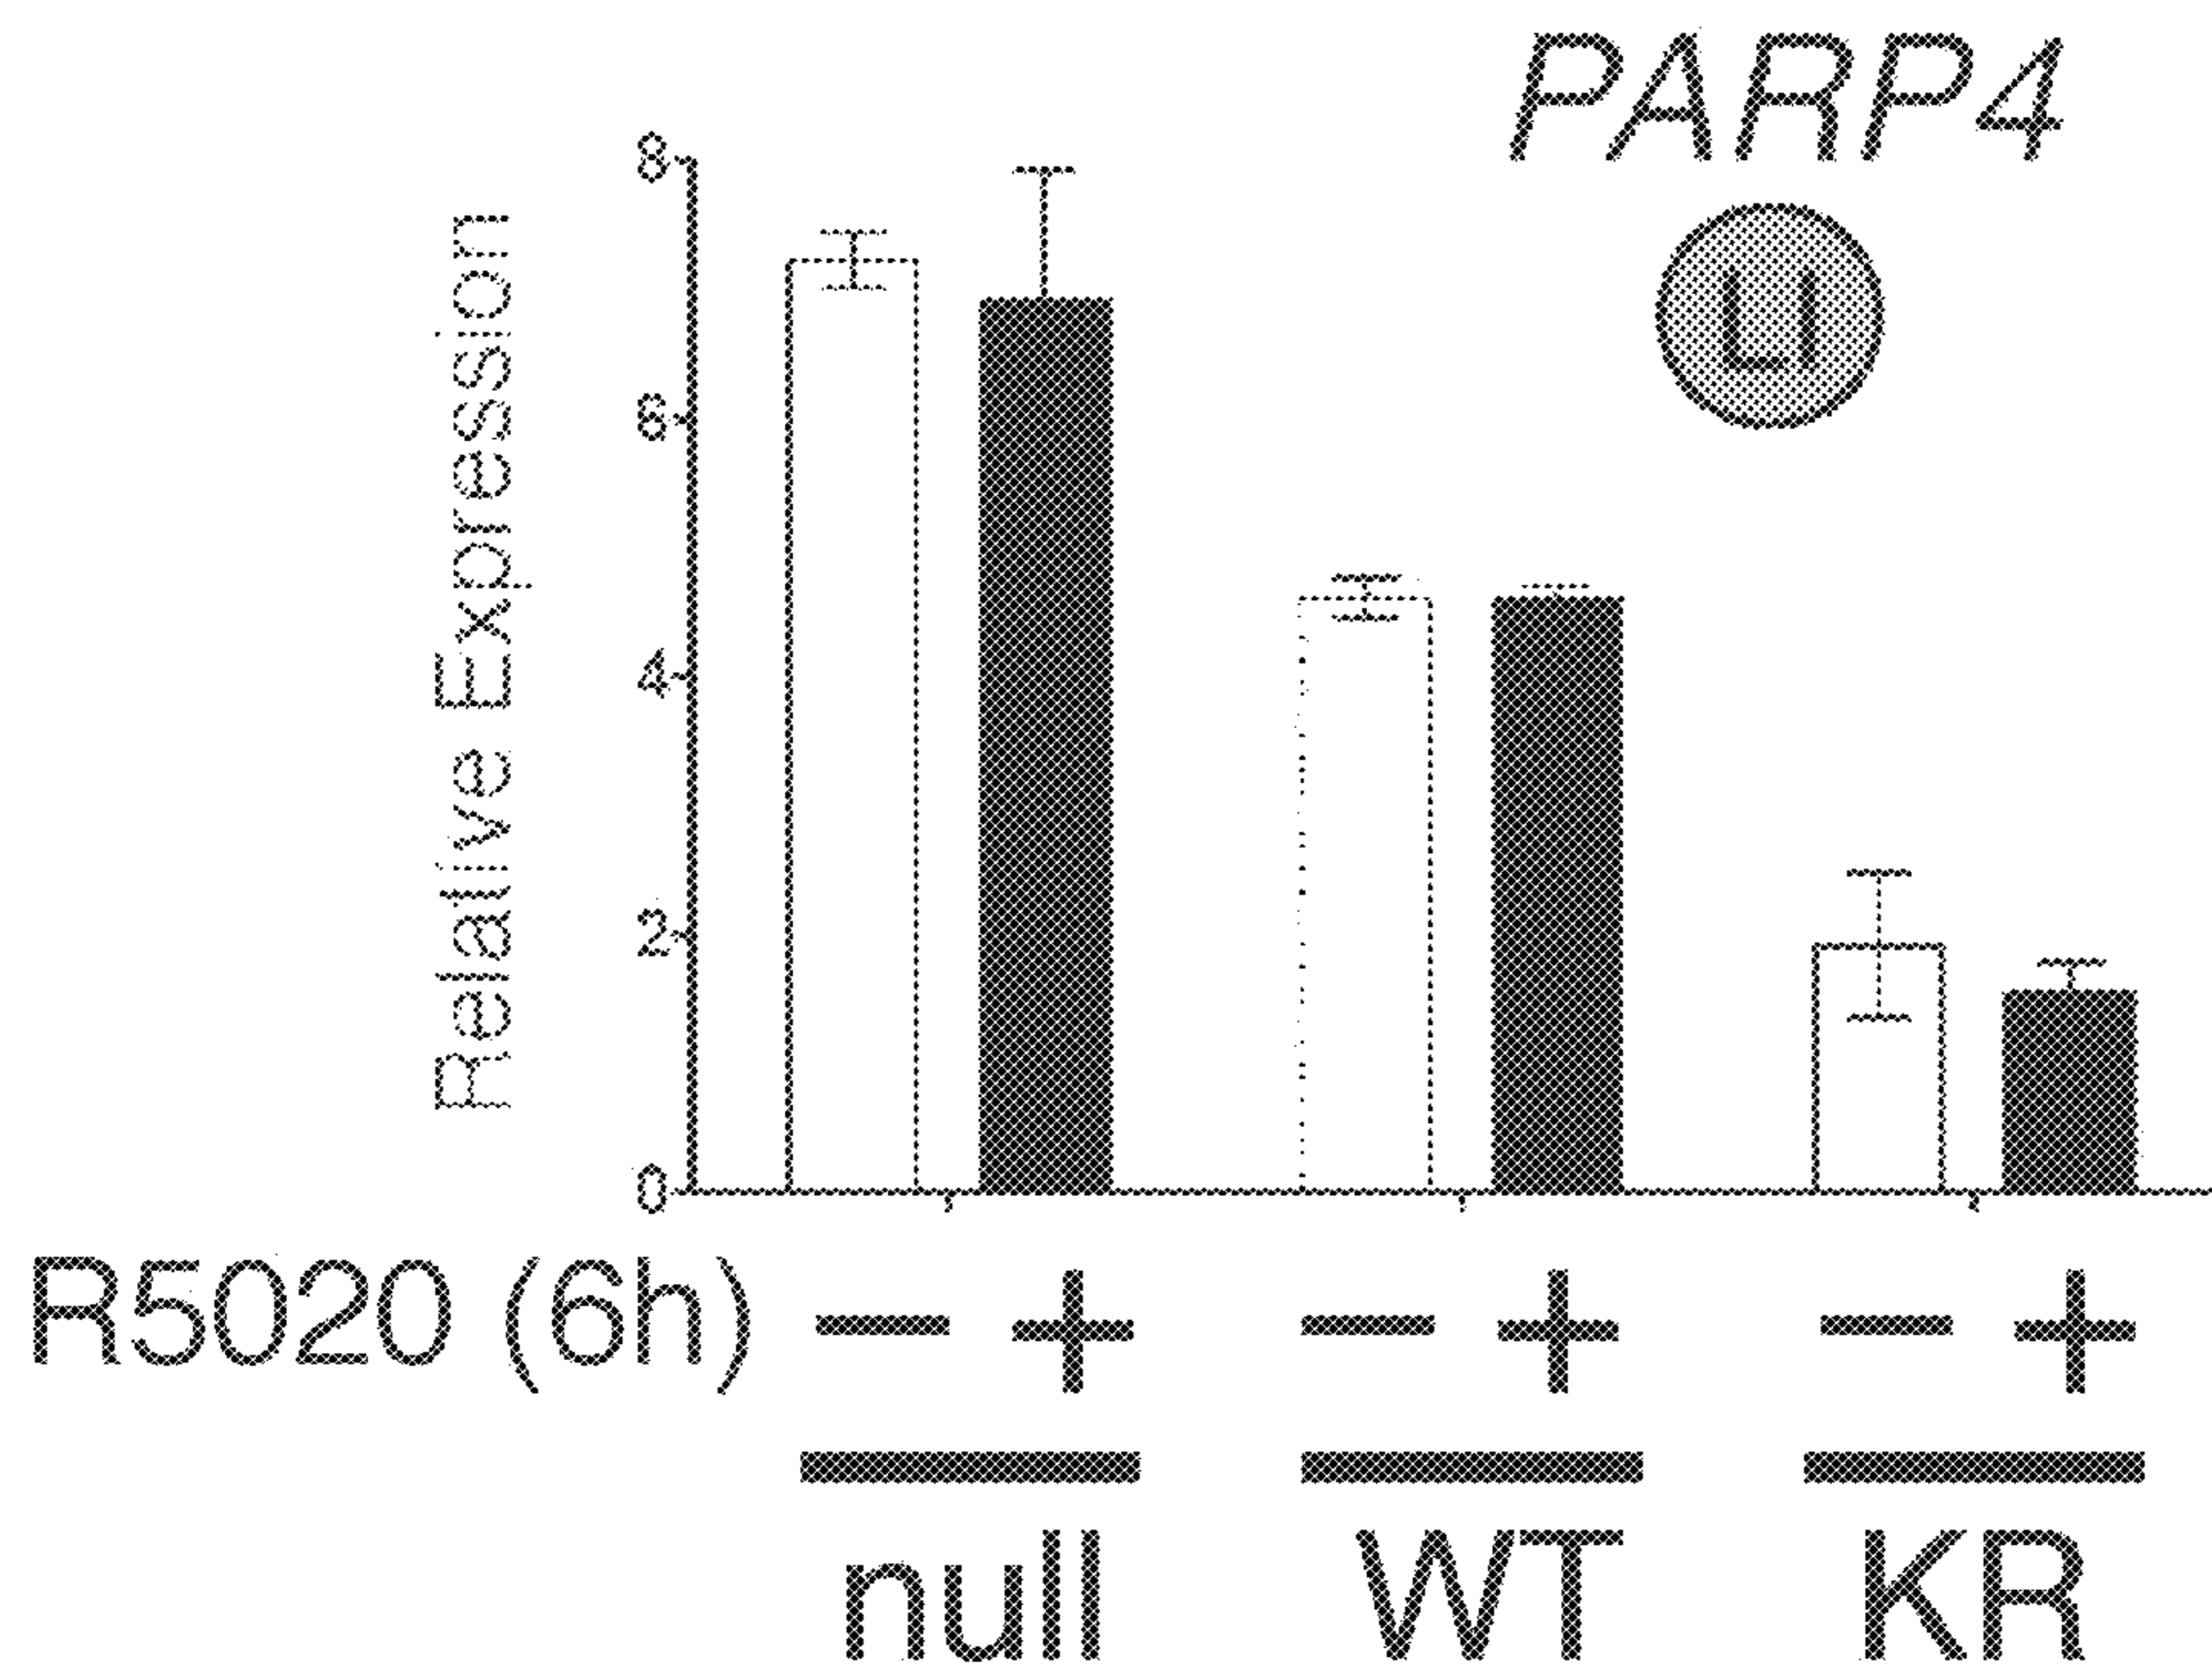 PARP4
LI
Relative Expression
8
6
4
2
0
R5020 (6h) − + − + − +
null WT KR